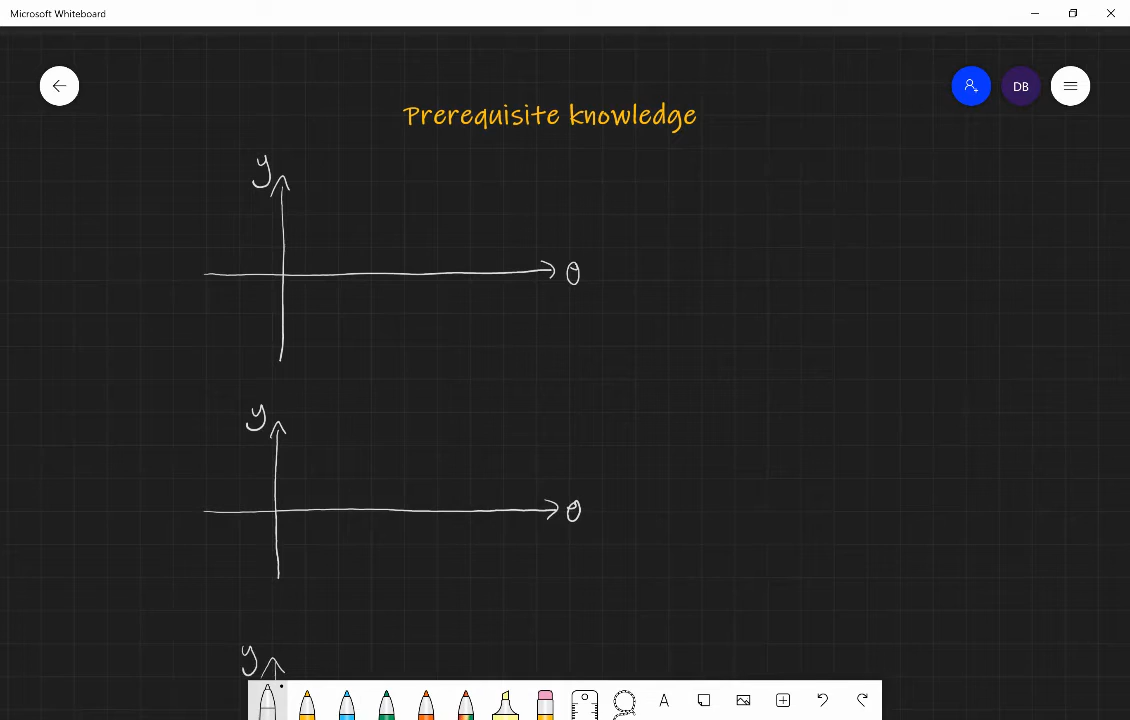 Microsoft Whiteboard
DB
Prerequisite knowledge
y
θ
y
θ
y
A